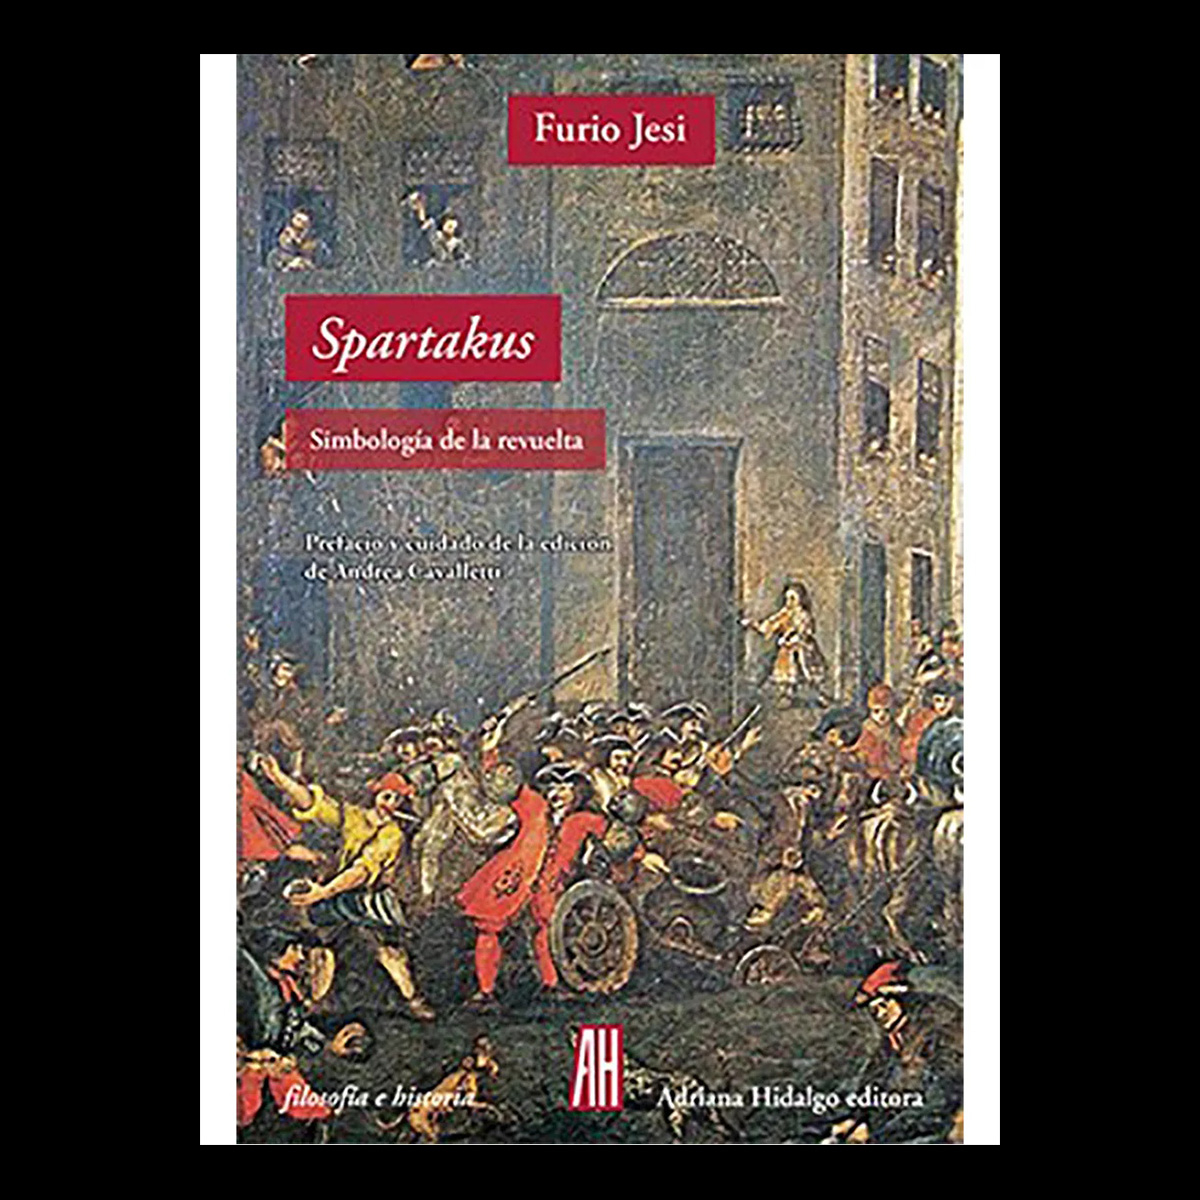 Furio Jesi
Spartakus
Simbología de la revuelta
Prefacio y cuidado de la edición
de Andrea Cavalletti
AH
filosofía e historia
Adriana Hidalgo editora